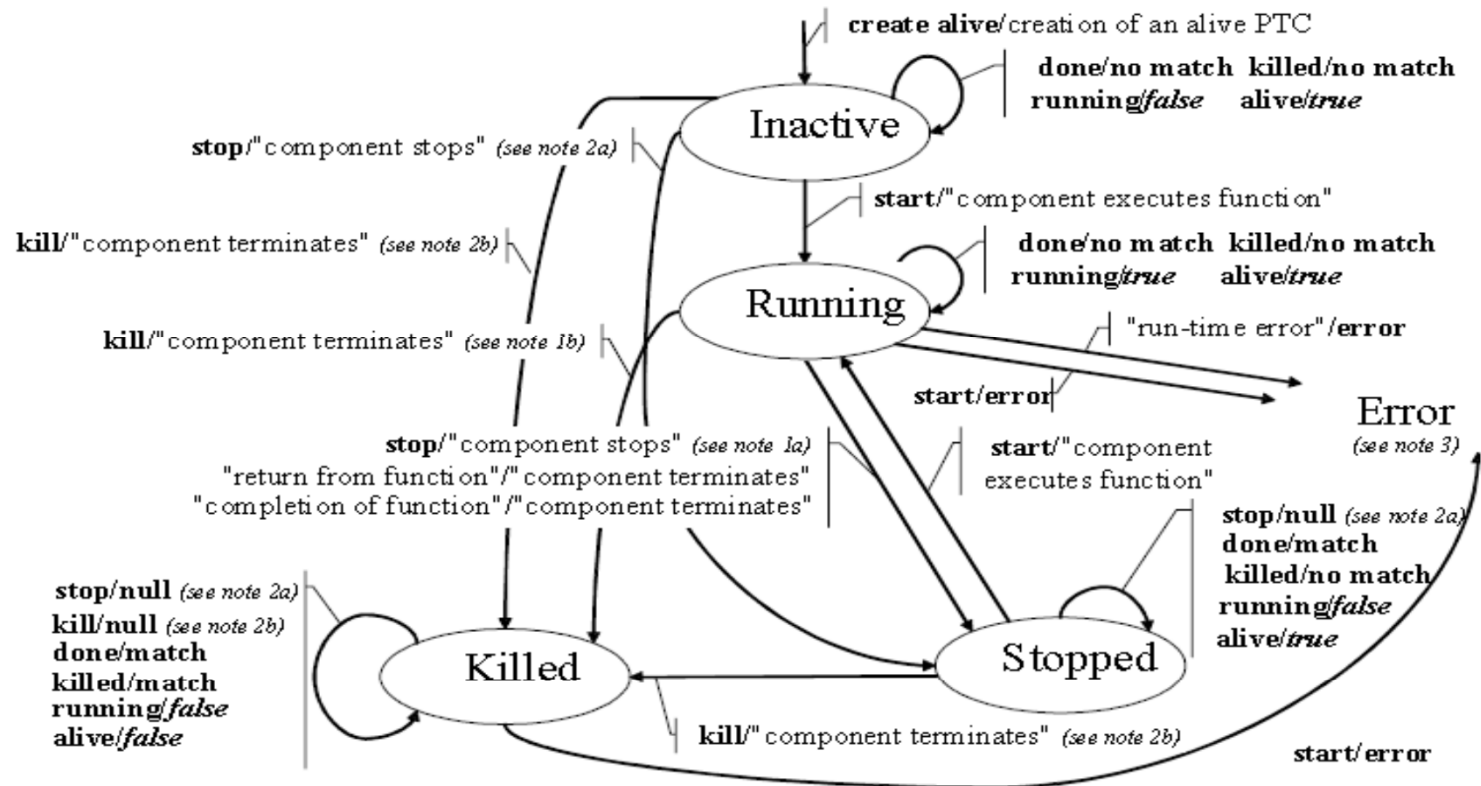 create alive/creation of an alive PTC
done/no match killed/no match
running/false alive/true
Inactive
stop/"component stops" (see note 2a)
start/"component executes function"
kill/"component terminates" (see note 2b)
done/no match killed/no match
running/true alive/true
Running
"run-time error"/error
kill/"component terminates" (see note 1b)
start/error
Error
(see note 3)
stop/"component stops" (see note 1a)
"return from function"/"component terminates"
"completion of function"/"component terminates"
start/"component
executes function"
stop/null (see note 2a)
done/match
killed/no match
running/false
alive/true
stop/null (see note 2a)
kill/null (see note 2b)
done/match
killed/match
running/false
alive/false
Killed
Stopped
kill/"component terminates" (see note 2b)
start/error